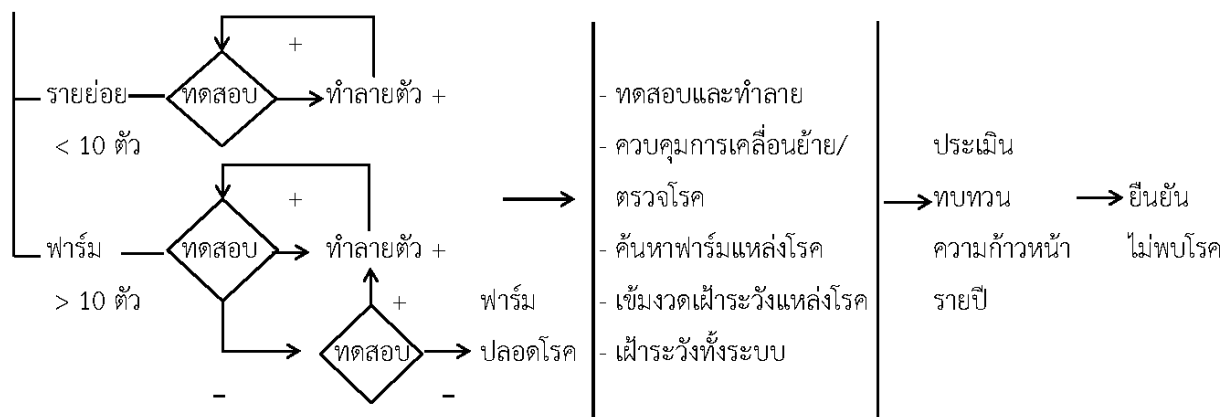 +
รายย่อย ทดสอบ ทำลายตัว +
< 10 ตัว
+
ฟาร์ม ทดสอบ ทำลายตัว +
> 10 ตัว
+ ฟาร์ม
ทดสอบ ปลอดโรค
- -
- ทดสอบและทำลาย
- ควบคุมการเคลื่อนย้าย/
ตรวจโรค
- ค้นหาฟาร์มแหล่งโรค
- เข้มงวดเฝ้าระวังแหล่งโรค
- เฝ้าระวังทั้งระบบ
ประเมิน
ทบทวน
ความก้าวหน้า
รายปี
ยืนยัน
ไม่พบโรค